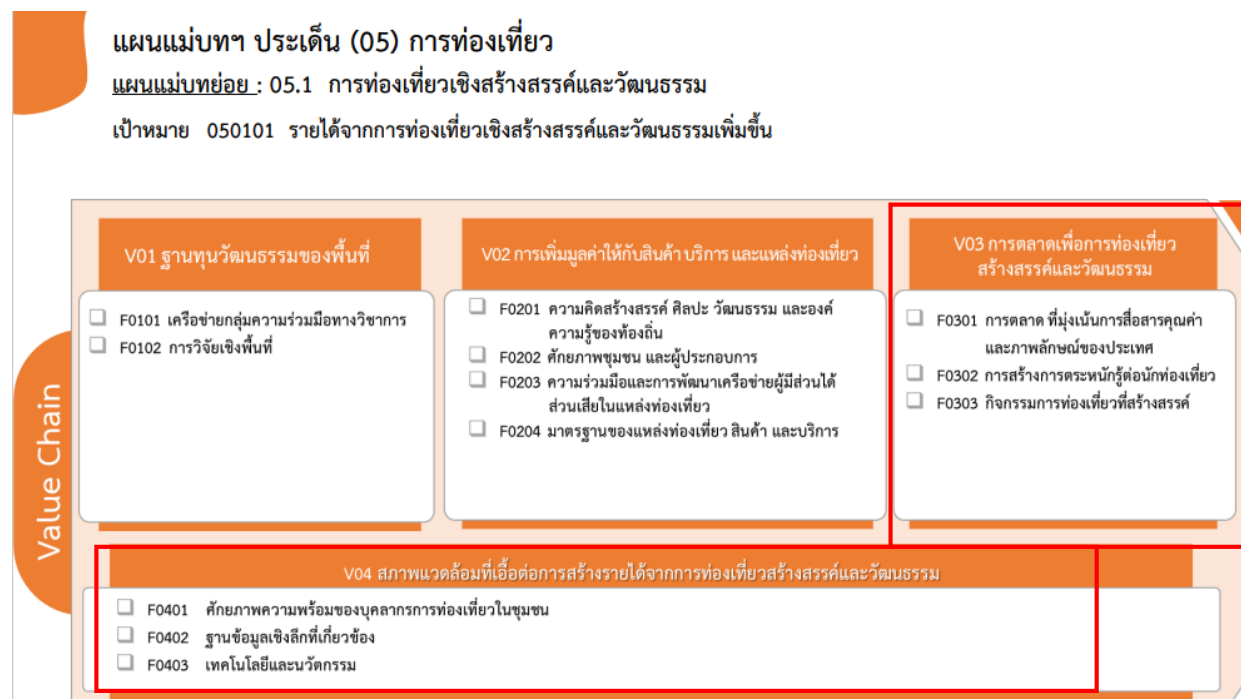 แผนแม่บทฯ ประเด็น (05) การท่องเที่ยว
แผนแม่บทย่อย : 05.1 การท่องเที่ยวเชิงสร้างสรรค์และวัฒนธรรม
เป้าหมาย 050101 รายได้จากการท่องเที่ยวเชิงสร้างสรรค์และวัฒนธรรมเพิ่มขึ้น
Value Chain
V01 ฐานทุนวัฒนธรรมของพื้นที่
F0101 เครือข่ายกลุ่มความร่วมมือทางวิชาการ
F0102 การวิจัยเชิงพื้นที่
V02 การเพิ่มมูลค่าให้กับสินค้า บริการ และแหล่งท่องเที่ยว
F0201 ความคิดสร้างสรรค์ ศิลปะ วัฒนธรรม และองค์
ความรู้ของท้องถิ่น
F0202 ศักยภาพชุมชน และผู้ประกอบการ
F0203 ความร่วมมือและการพัฒนาเครือข่ายผู้มีส่วนได้
ส่วนเสียในแหล่งท่องเที่ยว
F0204 มาตรฐานของแหล่งท่องเที่ยว สินค้า และบริการ
V03 การตลาดเพื่อการท่องเที่ยว
สร้างสรรค์และวัฒนธรรม
F0301 การตลาด ที่มุ่งเน้นการสื่อสารคุณค่า
และภาพลักษณ์ของประเทศ
F0302 การสร้างการตระหนักรู้ต่อนักท่องเที่ยว
F0303 กิจกรรมการท่องเที่ยวที่สร้างสรรค์
V04 สภาพแวดล้อมที่เอื้อต่อการสร้างรายได้จากการท่องเที่ยวสร้างสรรค์และวัฒนธรรม
F0401 ศักยภาพความพร้อมของบุคลากรการท่องเที่ยวในชุมชน
F0402 ฐานข้อมูลเชิงลึกที่เกี่ยวข้อง
F0403 เทคโนโลยีและนวัตกรรม